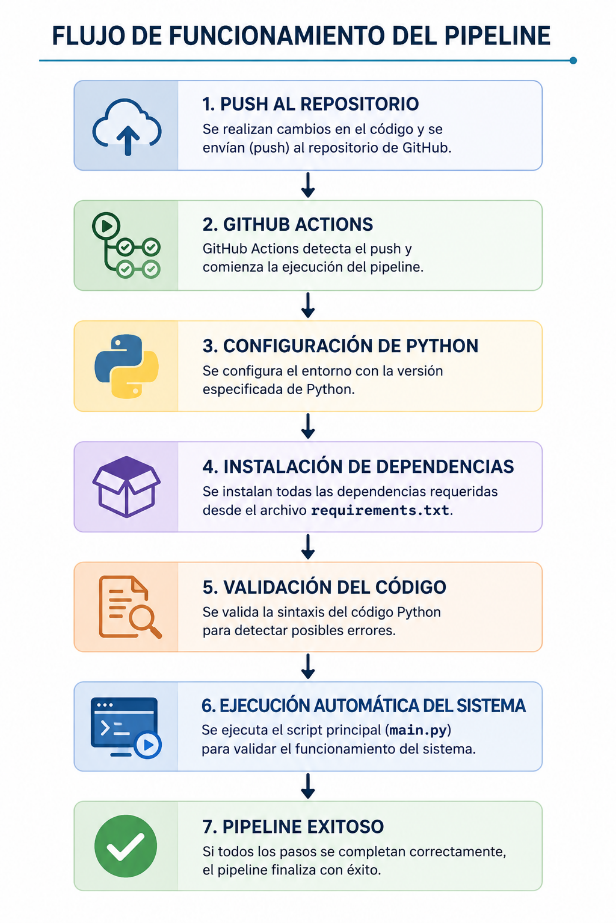 FLUJO DE FUNCIONAMIENTO DEL PIPELINE
1. PUSH AL REPOSITORIO
Se realizan cambios en el código y se
envían (push) al repositorio de GitHub.
2. GITHUB ACTIONS
GitHub Actions detecta el push y
comienza la ejecución del pipeline.
3. CONFIGURACIÓN DE PYTHON
Se configura el entorno con la versión
especificada de Python.
4. INSTALACIÓN DE DEPENDENCIAS
Se instalan todas las dependencias requeridas
desde el archivo requirements.txt.
5. VALIDACIÓN DEL CÓDIGO
Se valida la sintaxis del código Python
para detectar posibles errores.
6. EJECUCIÓN AUTOMÁTICA DEL SISTEMA
Se ejecuta el script principal (main.py)
para validar el funcionamiento del sistema.
7. PIPELINE EXITOSO
Si todos los pasos se completan correctamente,
el pipeline finaliza con éxito.